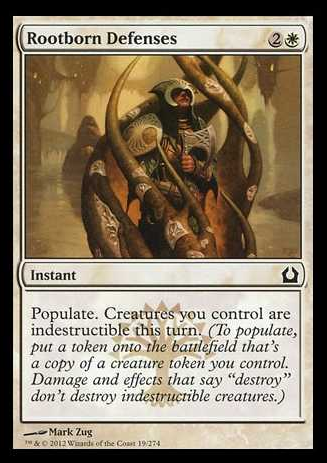 Rootborn Defenses 2
Instant
Populate. Creatures you control are
indestructible this turn. (To populate,
put a token onto the battlefield that's
a copy of a creature token you control.
Damage and effects that say "destroy"
don't destroy indestructible creatures.)
Mark Zug
™ & © 2012 Wizards of the Coast 19/274